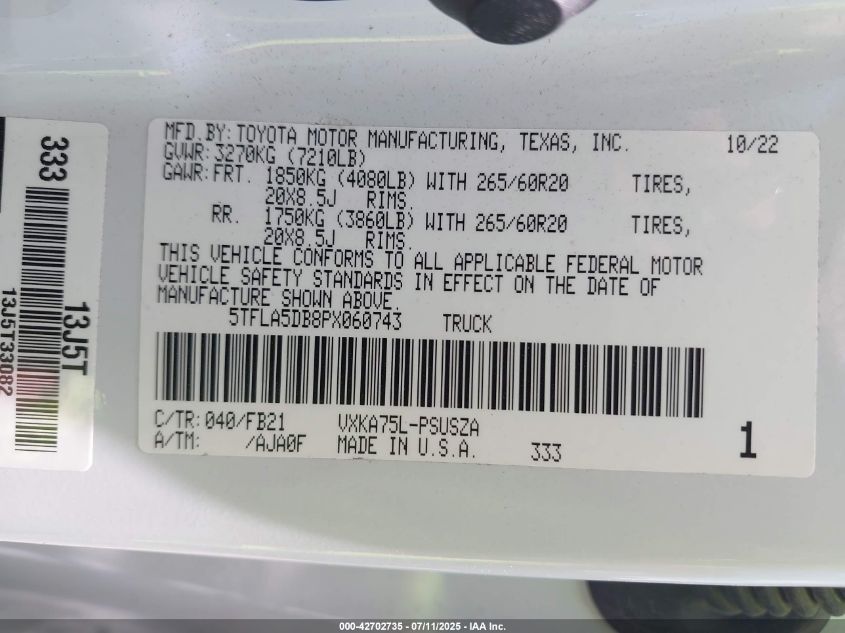 333
13J5T
13J5T33082
MFD.BY: TOYOTA MOTOR MANUFACTURING, TEXAS, INC. 10/22
GVWR: 3270KG (7210LB)
GAWR: FRT. 1850KG (4080LB) WITH 265/60R20 TIRES,
20X8.5J RIMS.
RR. 1750KG (3860LB) WITH 265/60R20 TIRES,
20X8.5J RIMS.
THIS VEHICLE CONFORMS TO ALL APPLICABLE FEDERAL MOTOR
VEHICLE SAFETY STANDARDS IN EFFECT ON THE DATE OF
MANUFACTURE SHOWN ABOVE.
5TFLA5DB8PX060743 TRUCK
C/TR: 040/FB21 VXKA75L-PSUSZA
A/TM: /AJA0F MADE IN U.S.A. 333 1
000-42702735 - 07/11/2025 - IAA Inc.